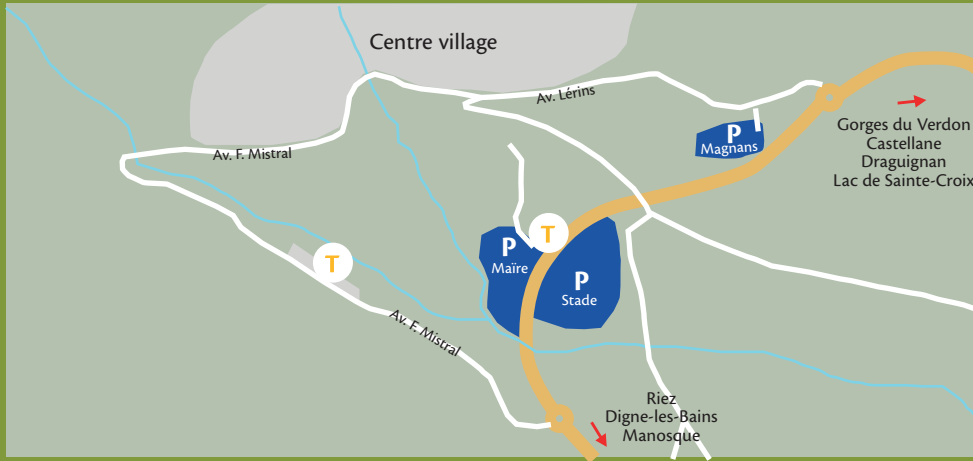 Centre village
Av. Lérins
P
Magnans
Gorges du Verdon
Castellane
Draguignan
Lac de Sainte-Croix
Av. F. Mistral
T
T
P
Maïre
P
Stade
Av. F. Mistral
Riez
Digne-les-Bains
Manosque